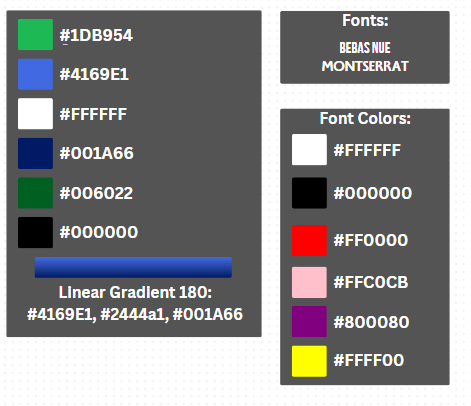 #1DB954
#4169E1
#FFFFFF
#001A66
#006022
#000000
Linear Gradient 180:
#4169E1, #2444a1, #001A66
Fonts:
BEBAS NUE
MONTSERRAT
Font Colors:
#FFFFFF
#000000
#FF0000
#FFC0CB
#800080
#FFFF00